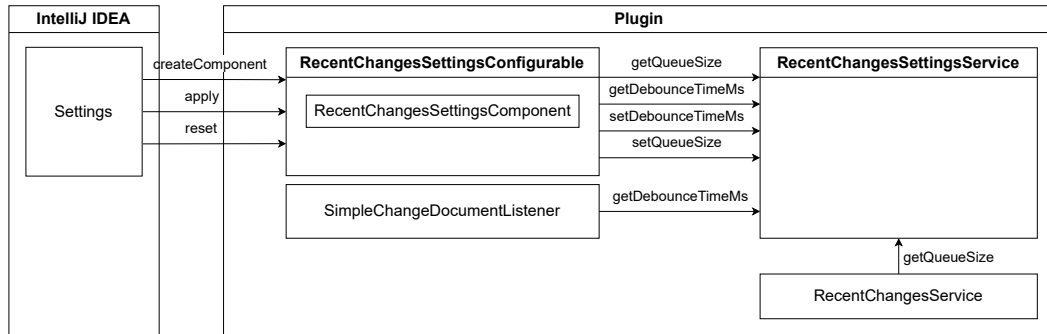 IntelliJ IDEA
Plugin
Settings
createComponent
apply
reset
RecentChangesSettingsConfigurable
RecentChangesSettingsComponent
getQueueSize
getDebounceTimeMs
setDebounceTimeMs
setQueueSize
RecentChangesSettingsService
SimpleChangeDocumentListener
getDebounceTimeMs
getQueueSize
RecentChangesService